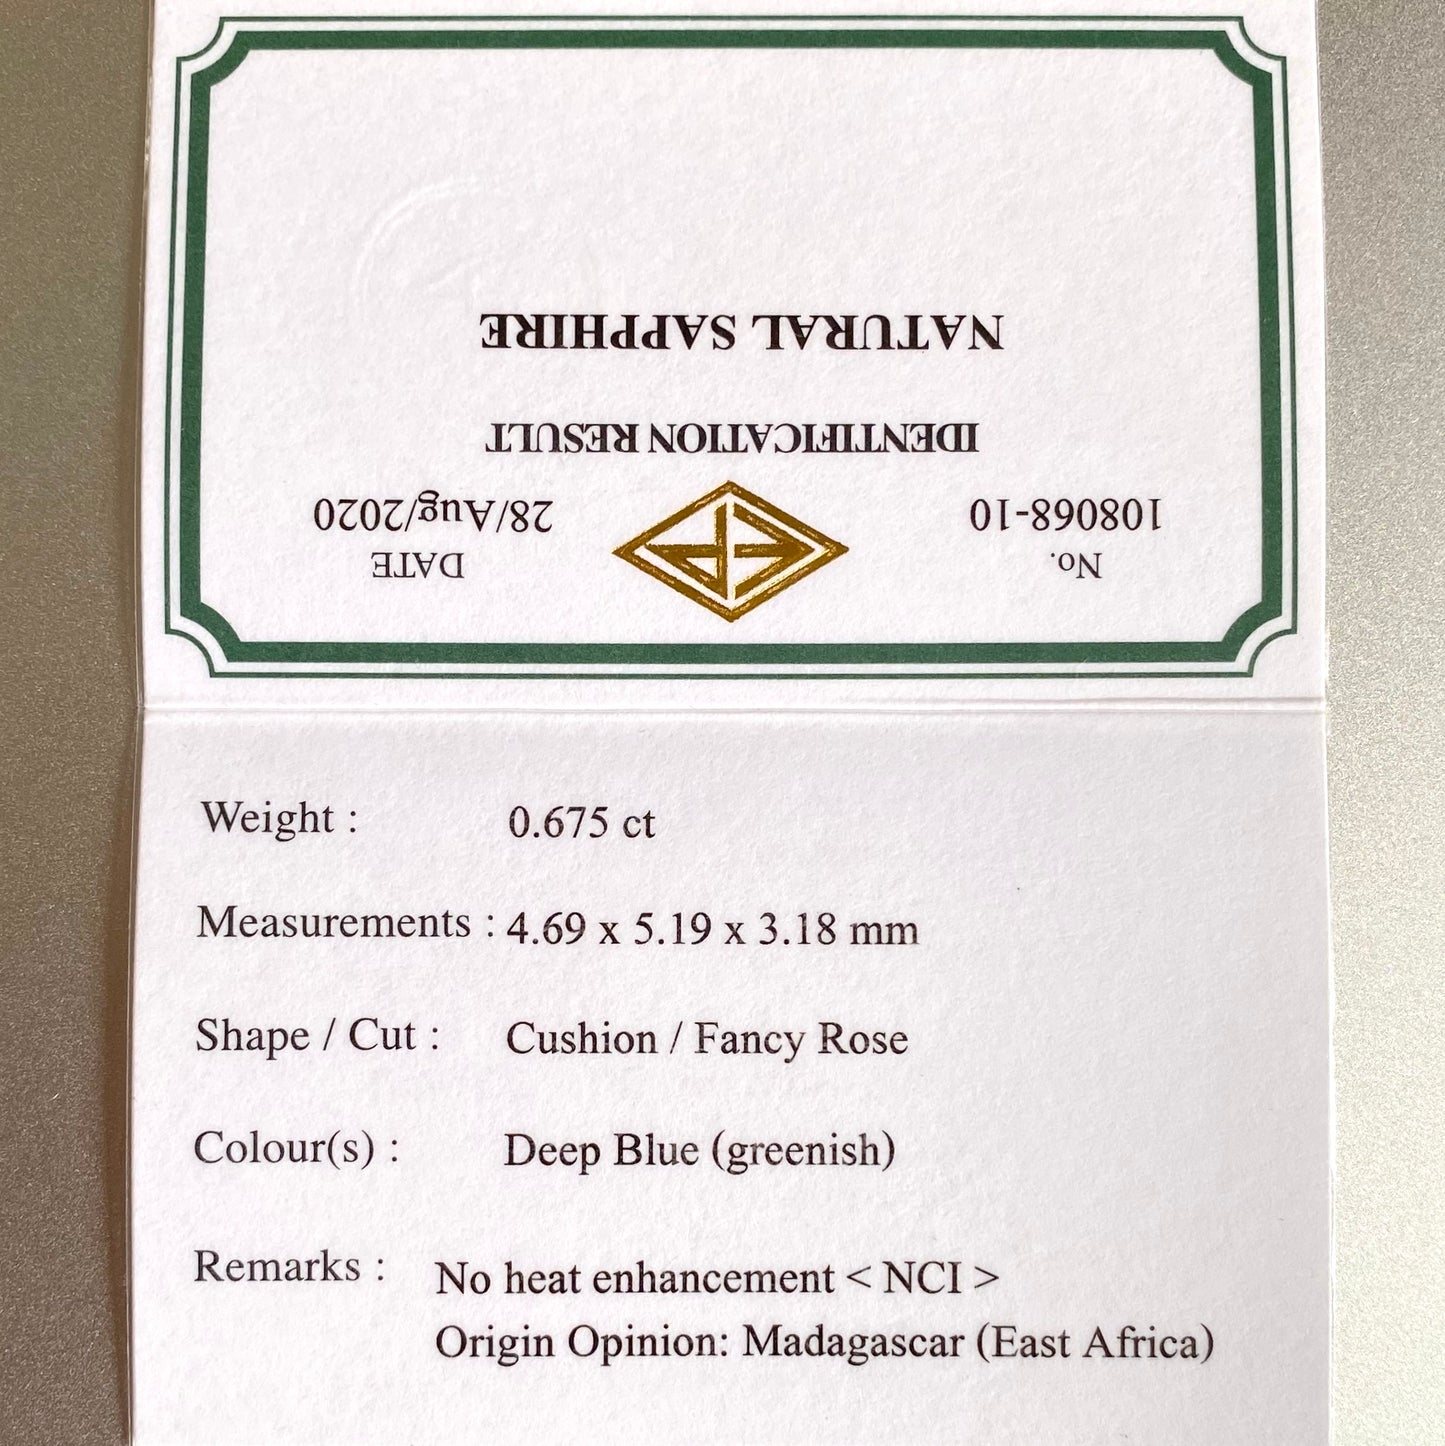 No.
108068-10
DATE
28/Aug/2020
IDENTIFICATION RESULT
NATURAL SAPPHIRE
Weight : 0.675 ct
Measurements : 4.69 x 5.19 x 3.18 mm
Shape / Cut : Cushion / Fancy Rose
Colour(s) : Deep Blue (greenish)
Remarks : No heat enhancement < NCI >
Origin Opinion: Madagascar (East Africa)